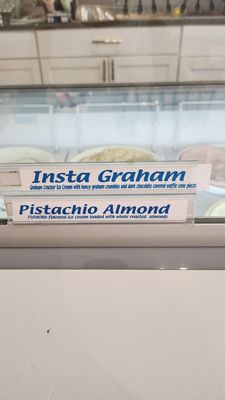 Insta Graham
Graham Cracker Ice Cream with honey graham crumbles and dark chocolate covered waffle cone pieces
Pistachio Almond
Pistachio flavored ice cream loaded with whole roasted almonds